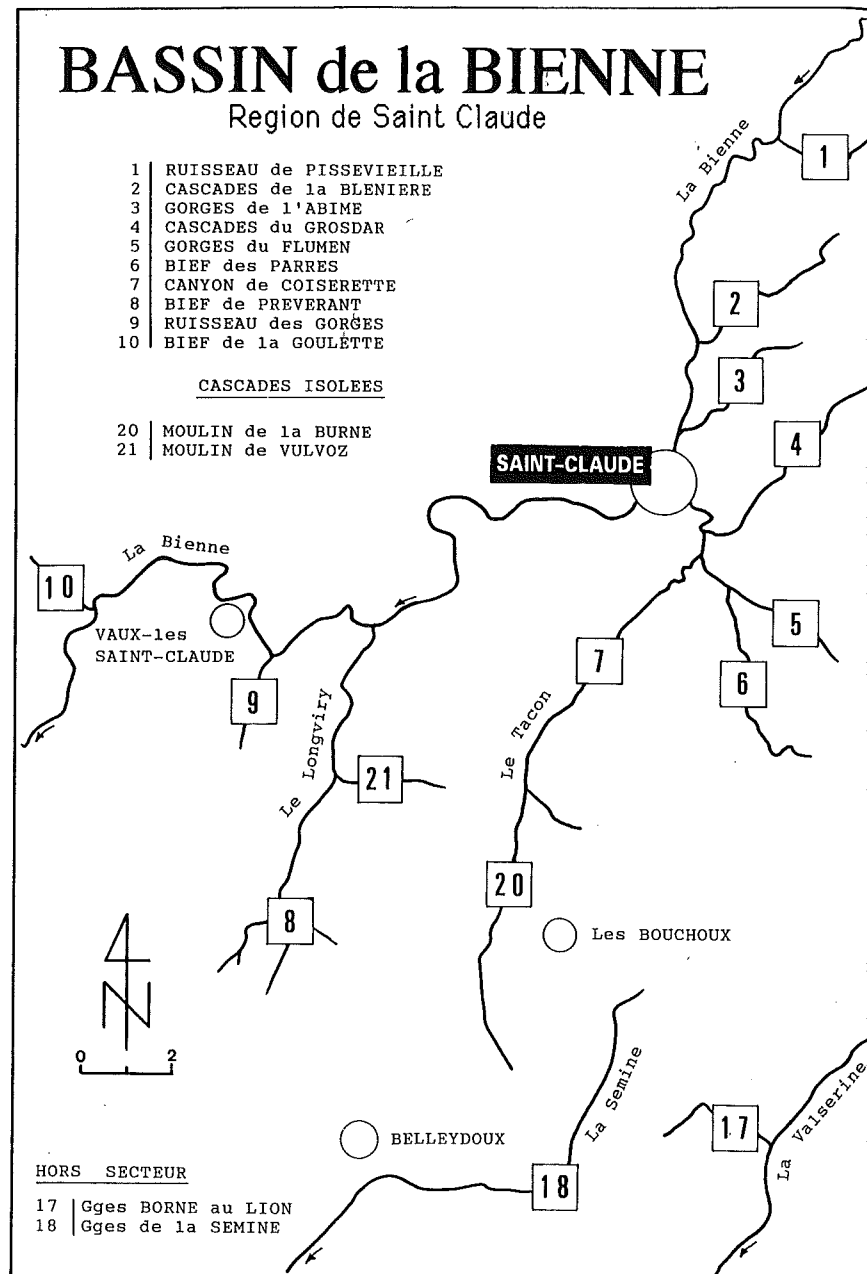 BASSIN de la BIENNE
Region de Saint Claude
1 | RUISSEAU de PISSEVIEILLE
2 | CASCADES de la BLENIERE
3 | GORGES de l'ABIME
4 | CASCADES du GROSDAR
5 | GORGES du FLUMEN
6 | BIEF des PARRES
7 | CANYON de COISERETTE
8 | BIEF de PREVERANT
9 | RUISSEAU des GORGES
10 | BIEF de la GOULETTE
CASCADES ISOLEES
20 | MOULIN de la BURNE
21 | MOULIN de VULVOZ
La Bienne
1
2
3
4
SAINT-CLAUDE
La Bienne
10
VAUX-les
SAINT-CLAUDE
9
7
5
6
Le Longviry
21
Le Tacon
20
8
Les BOUCHOUX
N
0 2
La Semine
BELLEYDOUX
18
17
La Valserine
HORS SECTEUR
17 | Gges BORNE au LION
18 | Gges de la SEMINE